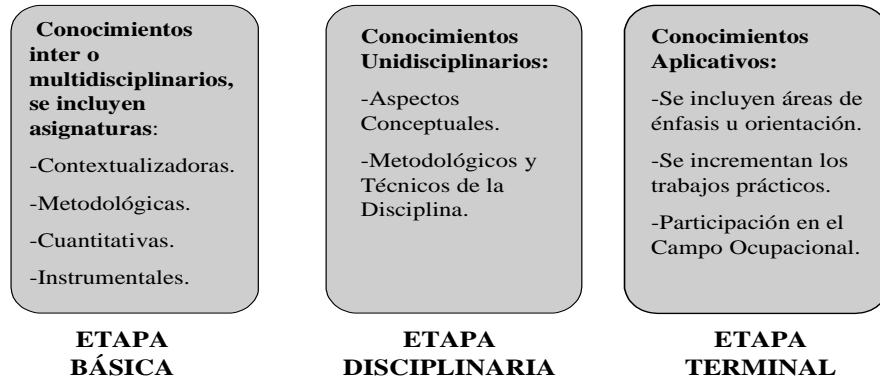 Conocimientos
inter o
multidisciplinarios,
se incluyen
asignaturas:
-Contextualizadoras.
-Metodológicas.
-Cuantitativas.
-Instrumentales.
ETAPA
BÁSICA
Conocimientos
Unidisciplinarios:
-Aspectos
Conceptuales.
-Metodológicos y
Técnicos de la
Disciplina.
ETAPA
DISCIPLINARIA
Conocimientos
Aplicativos:
-Se incluyen áreas de
énfasis u orientación.
-Se incrementan los
trabajos prácticos.
-Participación en el
Campo Ocupacional.
ETAPA
TERMINAL